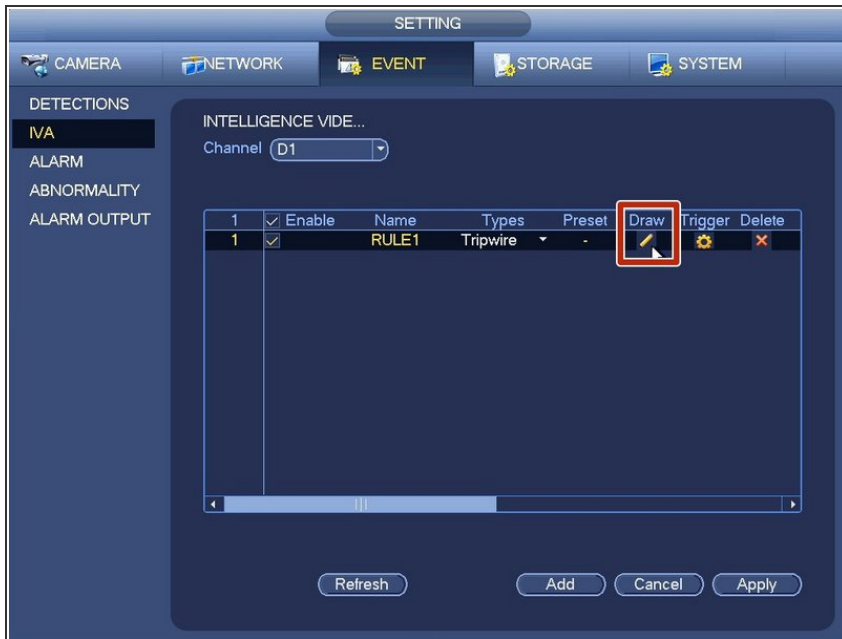 SETTING
CAMERA NETWORK EVENT STORAGE SYSTEM
DETECTIONS
IVA
ALARM
ABNORMALITY
ALARM OUTPUT
INTELLIGENCE VIDE...
Channel D1
1 Enable Name Types Preset Draw Trigger Delete
1 RULE1 Tripwire -
Refresh Add Cancel Apply